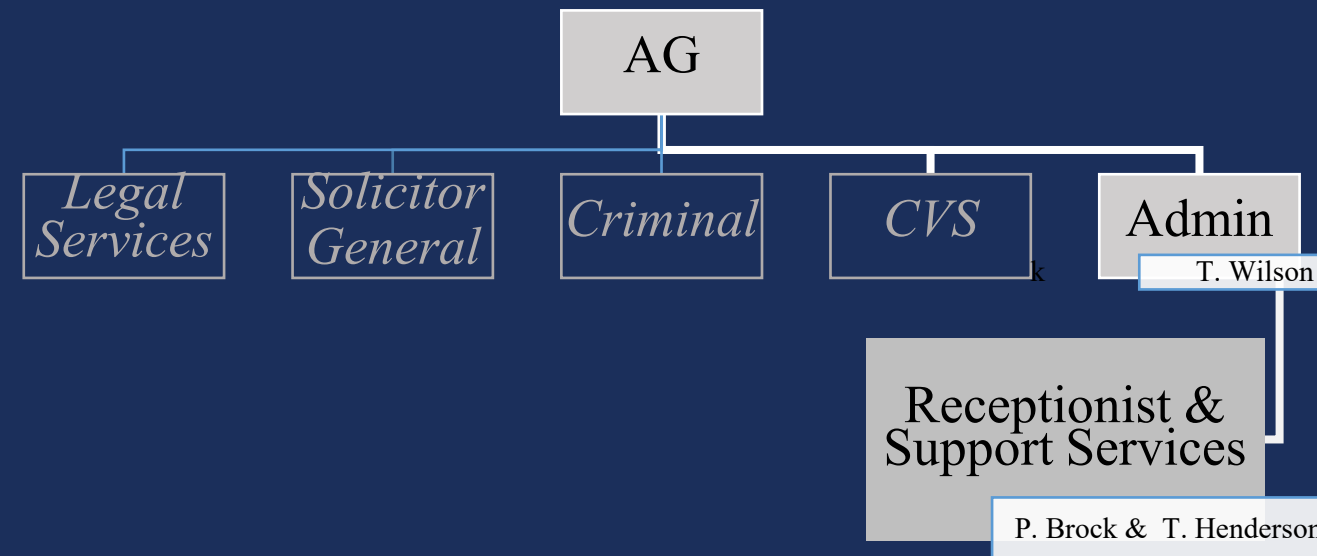 AG
Legal
Services
Solicitor
General
Criminal
CVS
k
Admin
T. Wilson
Receptionist &
Support Services
P. Brock &  T. Henderson